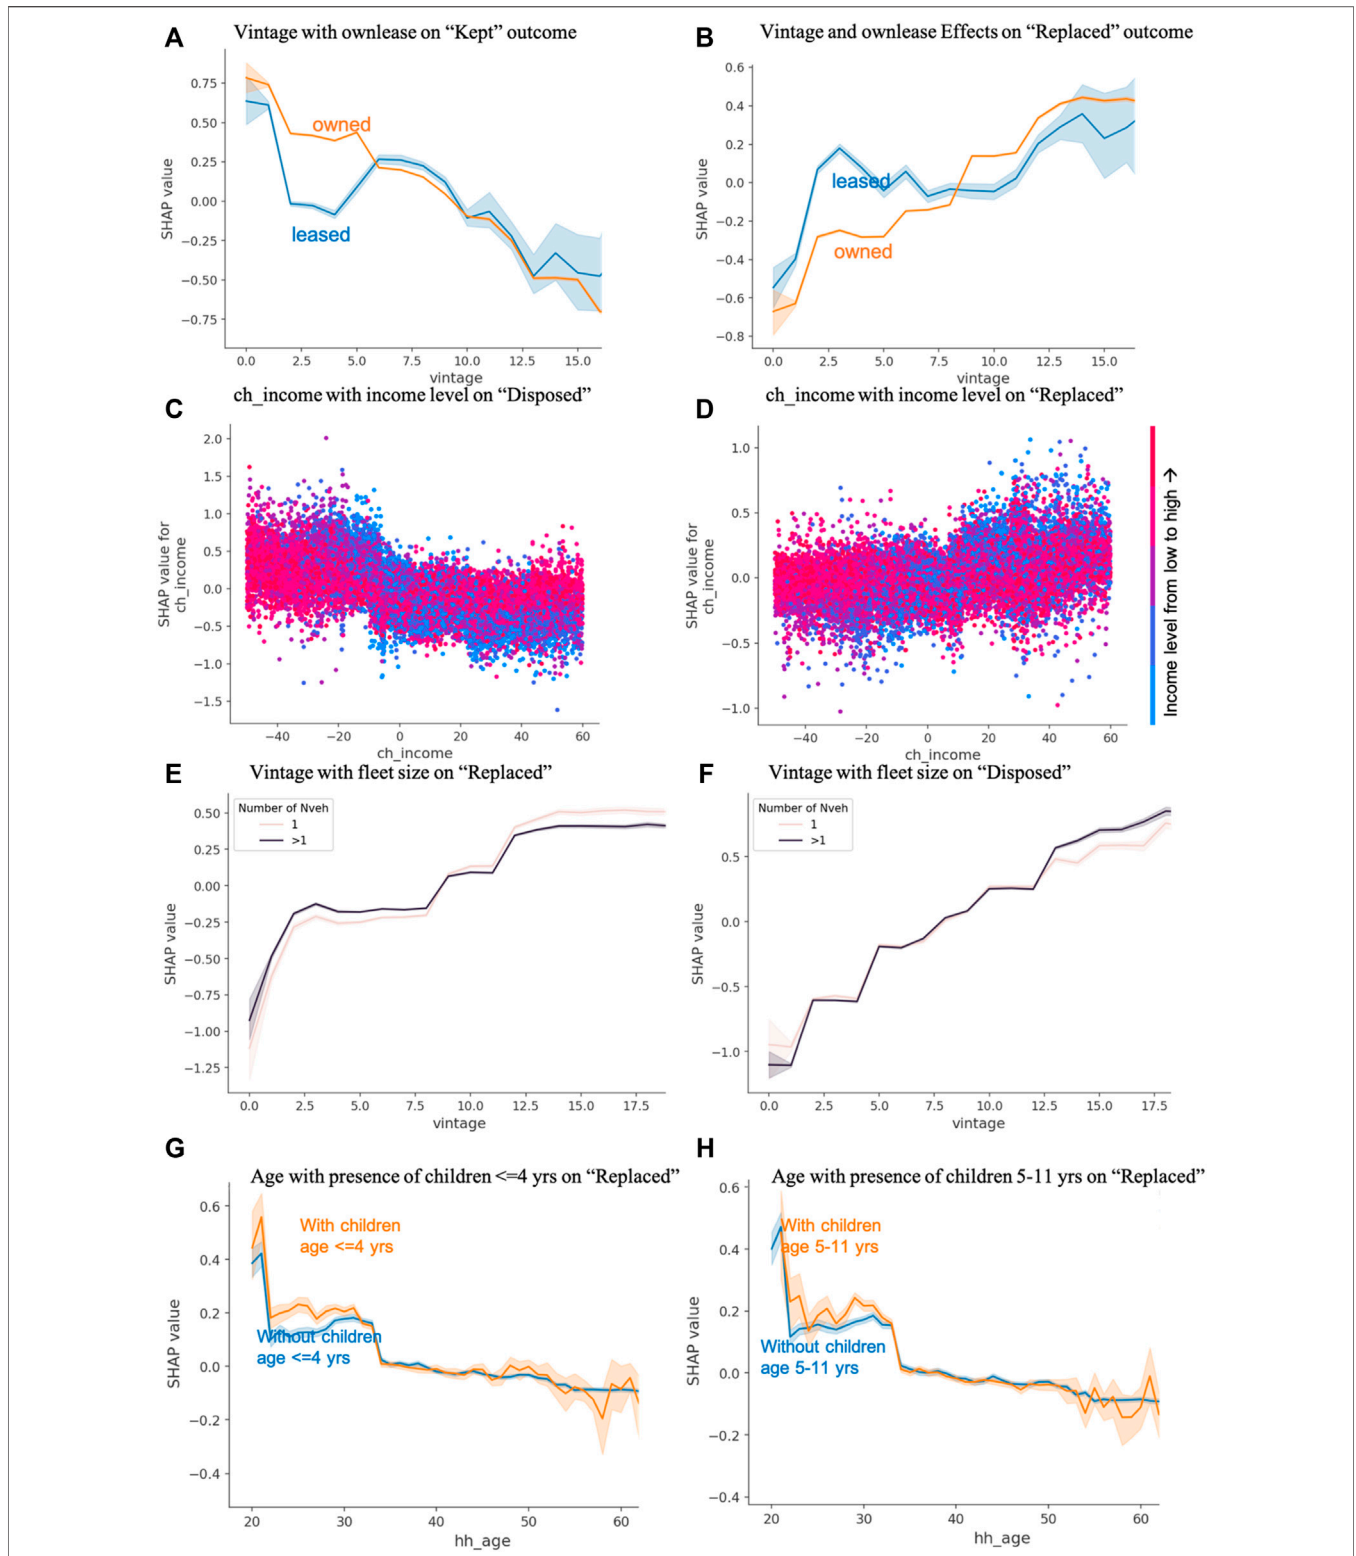 A
Vintage with ownlease on “Kept” outcome
SHAP value
0.75
0.50
0.25
0.00
−0.25
−0.50
−0.75
owned
leased
0.0
2.5
5.0
7.5
10.0
12.5
15.0
vintage
B
Vintage and ownlease Effects on “Replaced” outcome
SHAP value
0.6
0.4
0.2
0.0
−0.2
−0.4
−0.6
−0.8
leased
owned
0.0
2.5
5.0
7.5
10.0
12.5
15.0
vintage
C
ch_income with income level on “Disposed”
SHAP value for
ch_income
2.0
1.5
1.0
0.5
0.0
−0.5
−1.0
−1.5
−40
−20
0
20
40
60
ch_income
D
ch_income with income level on “Replaced”
SHAP value for
ch_income
1.0
0.5
0.0
−0.5
−1.0
−40
−20
0
20
40
60
ch_income
Income level from low to high →
E
Vintage with fleet size on “Replaced”
Number of Nveh
1
>1
SHAP value
0.50
0.25
0.00
−0.25
−0.50
−0.75
−1.00
−1.25
0.0
2.5
5.0
7.5
10.0
12.5
15.0
17.5
vintage
F
Vintage with fleet size on “Disposed”
Number of Nveh
1
>1
SHAP value
0.5
0.0
−0.5
−1.0
0.0
2.5
5.0
7.5
10.0
12.5
15.0
17.5
vintage
G
Age with presence of children <=4 yrs on “Replaced”
SHAP value
0.6
0.4
0.2
0.0
−0.2
−0.4
With children
age <=4 yrs
Without children
age <=4 yrs
20
30
40
50
60
hh_age
H
Age with presence of children 5-11 yrs on “Replaced”
SHAP value
0.6
0.4
0.2
0.0
−0.2
−0.4
With children
age 5-11 yrs
Without children
age 5-11 yrs
20
30
40
50
60
hh_age